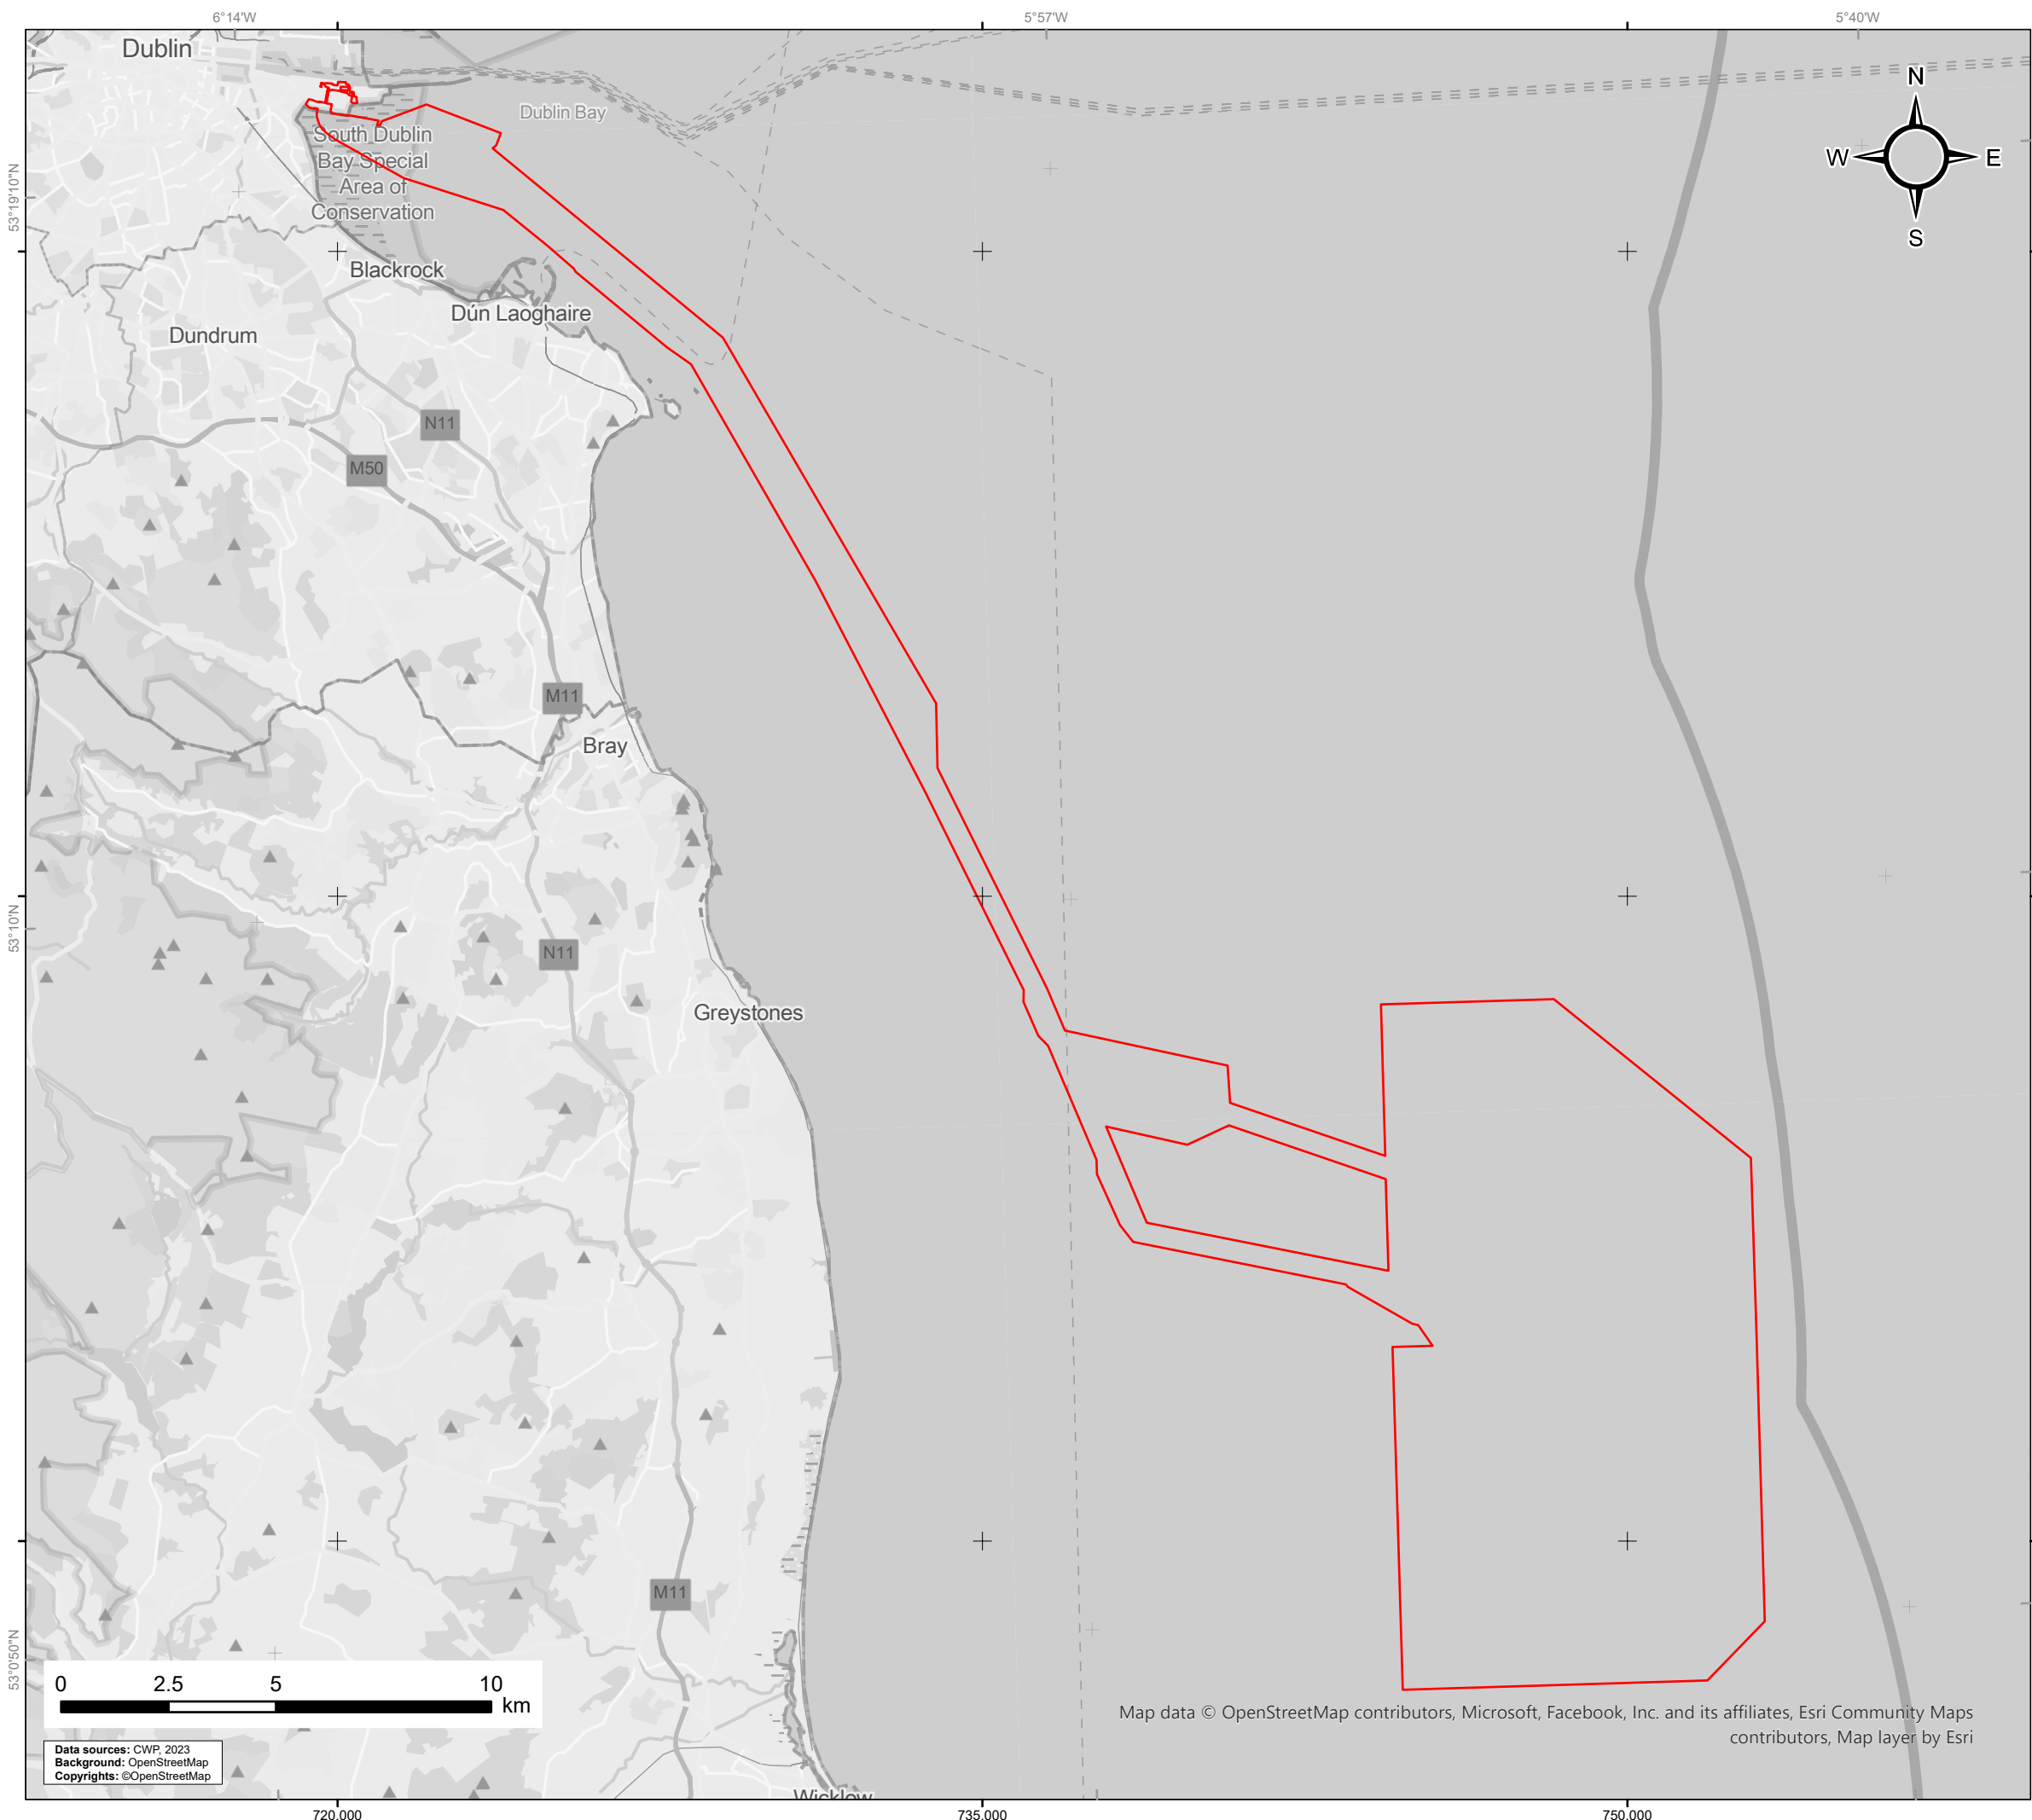 6°14'W
5°57'W
5°40'W
Dublin
N
W
E
S
Dublin Bay
South Dublin
Bay Special
Area of
Conservation
53°19'10"N
Blackrock
Dún Laoghaire
Dundrum
N11
M50
M11
Bray
53°10'N
N11
Greystones
M11
53°0'50"N
0
2.5
5
10
km
Map data © OpenStreetMap contributors, Microsoft, Facebook, Inc. and its affiliates, Esri Community Maps
contributors, Map layer by Esri
Data sources: CWP, 2023
Background: OpenStreetMap
Copyrights: ©OpenStreetMap
Wicklow
720,000
735,000
750,000